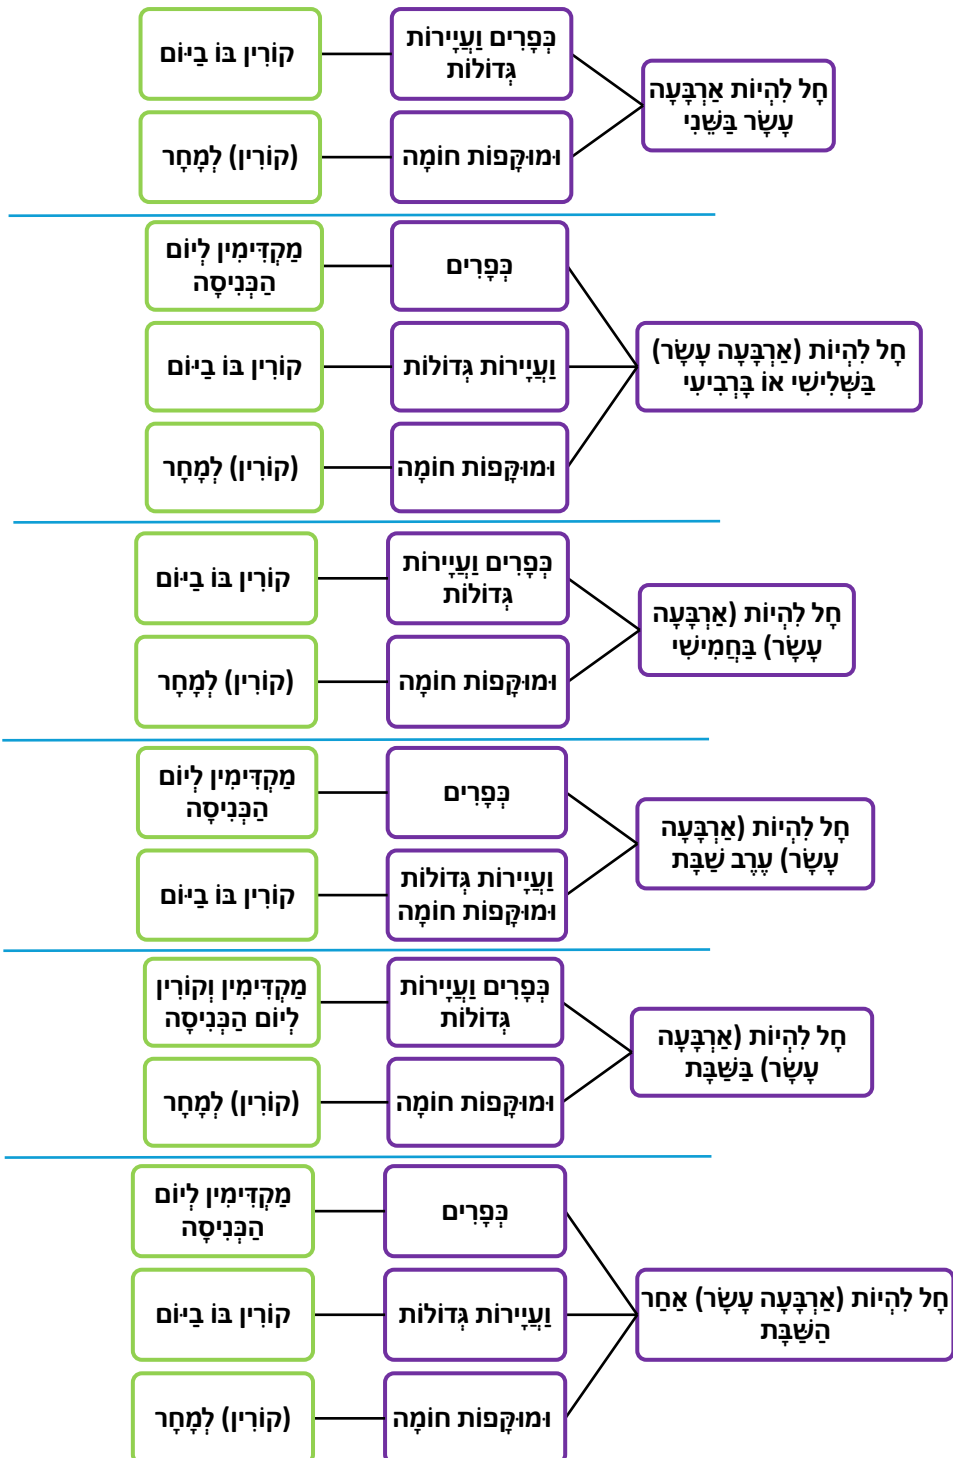 חָל לִהְיוֹת אַרְבָּעָה
עָשָׂר בַּשֵּׁנִי
כְּפָרִים וַעֲיָירוֹת
גְּדוֹלוֹת
קוֹרִין בּוֹ בַיּוֹם
וּמוּקָּפוֹת חוֹמָה
(קוֹרִין) לְמָחָר
חָל לִהְיוֹת (אַרְבָּעָה עָשָׂר)
בַּשְּׁלִישִׁי אוֹ בָּרְבִיעִי
כְּפָרִים
מַקְדִּימִין לְיוֹם
הַכְּנִיסָה
וַעֲיָירוֹת גְּדוֹלוֹת
קוֹרִין בּוֹ בַיּוֹם
וּמוּקָּפוֹת חוֹמָה
(קוֹרִין) לְמָחָר
חָל לִהְיוֹת (אַרְבָּעָה
עָשָׂר) בַּחֲמִישִׁי
כְּפָרִים וַעֲיָירוֹת
גְּדוֹלוֹת
קוֹרִין בּוֹ בַיּוֹם
וּמוּקָּפוֹת חוֹמָה
(קוֹרִין) לְמָחָר
חָל לִהְיוֹת (אַרְבָּעָה
עָשָׂר) עֶרֶב שַׁבָּת
כְּפָרִים
מַקְדִּימִין לְיוֹם
הַכְּנִיסָה
וַעֲיָירוֹת גְּדוֹלוֹת
וּמוּקָּפוֹת חוֹמָה
קוֹרִין בּוֹ בַיּוֹם
חָל לִהְיוֹת (אַרְבָּעָה
עָשָׂר) בַּשַּׁבָּת
כְּפָרִים וַעֲיָירוֹת
גְּדוֹלוֹת
מַקְדִּימִין וְקוֹרִין
לְיוֹם הַכְּנִיסָה
וּמוּקָּפוֹת חוֹמָה
(קוֹרִין) לְמָחָר
חָל לִהְיוֹת (אַרְבָּעָה עָשָׂר) אַחַר
הַשַּׁבָּת
כְּפָרִים
מַקְדִּימִין לְיוֹם
הַכְּנִיסָה
וַעֲיָירוֹת גְּדוֹלוֹת
קוֹרִין בּוֹ בַיּוֹם
וּמוּקָּפוֹת חוֹמָה
(קוֹרִין) לְמָחָר